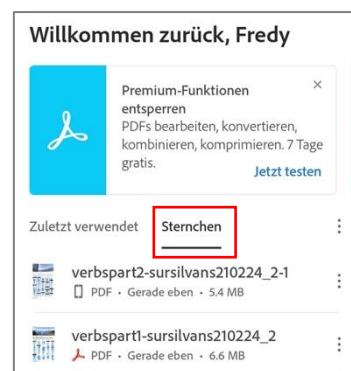 Willkommen zurück, Fredy
Premium-Funktionen
entsperren
PDFs bearbeiten, konvertieren,
kombinieren, komprimieren. 7 Tage
gratis.
Jetzt testen
Zuletzt verwendet Sternchen
verbspart2-sursilvans210224_2-1
PDF • Gerade eben • 5.4 MB
verbspart1-sursilvans210224_2
PDF • Gerade eben • 6.6 MB